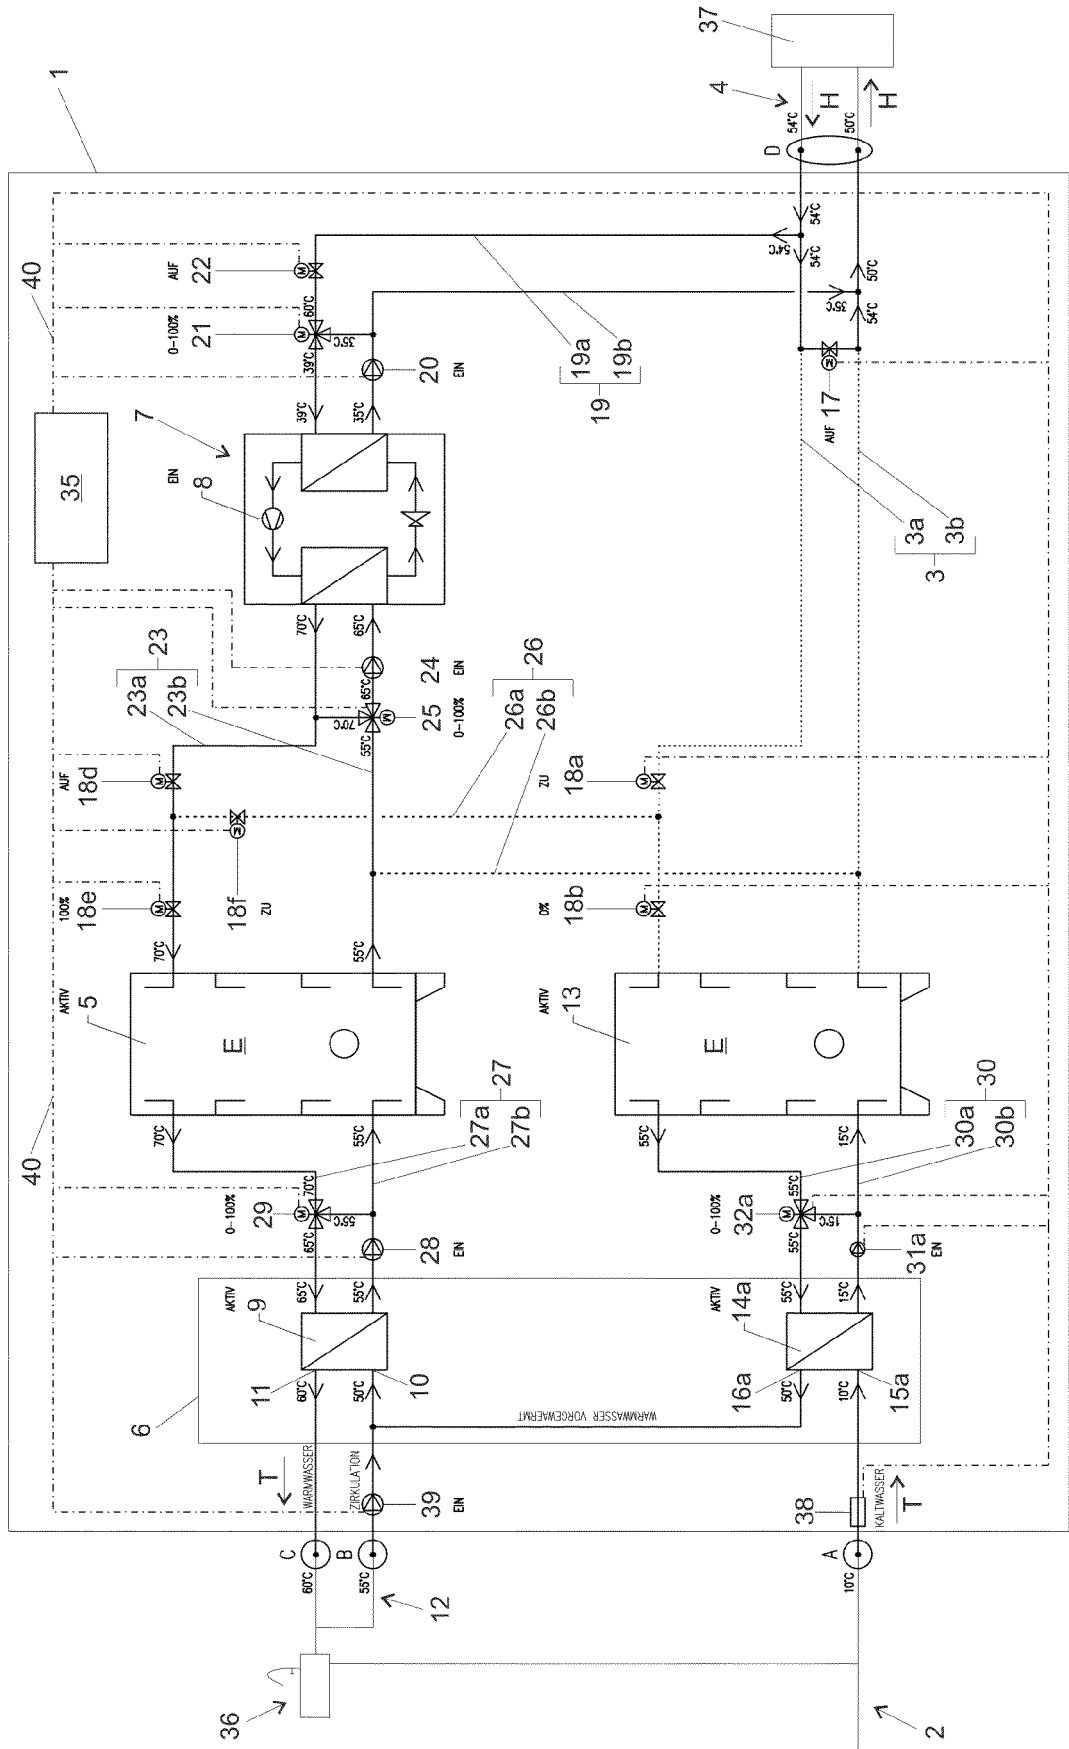 40
40
1
35
AKTIV
100%
AUF
5
18e
18d
6
7
23
23a
23b
EIN
8
AUF
22
0-100%
21
70°C
70°C
36
AKTIV
9
0-100%
29
E
18f
ZU
11
T
WARMWASSER
C
60°C
60°C
65°C
65°C
70°C
70°C
39°C
39°C
60°C
55°C
70°C
35°C
ZIRKULATION
B
55°C
50°C
10
55°C
55°C
55°C
55°C
65°C
65°C
35°C
12
39
EIN
28
EIN
25
0-100%
24
EIN
20
EIN
27
27a
27b
26
26a
26b
WARMWASSER VORGEWAERMT
19a
19b
19
AKTIV
13
ZU
18a
0%
18b
55°C
AKTIV
14a
0-100%
32a
E
16a
50°C
55°C
55°C
55°C
15°C
37
4
54°C
H
D
54°C
54°C
54°C
17
AUF
38
A
10°C
10°C
15a
15°C
15°C
35°C
54°C
50°C
50°C
H
KALTWASSER
T
31a
EIN
30
30a
30b
3a
3b
3
2